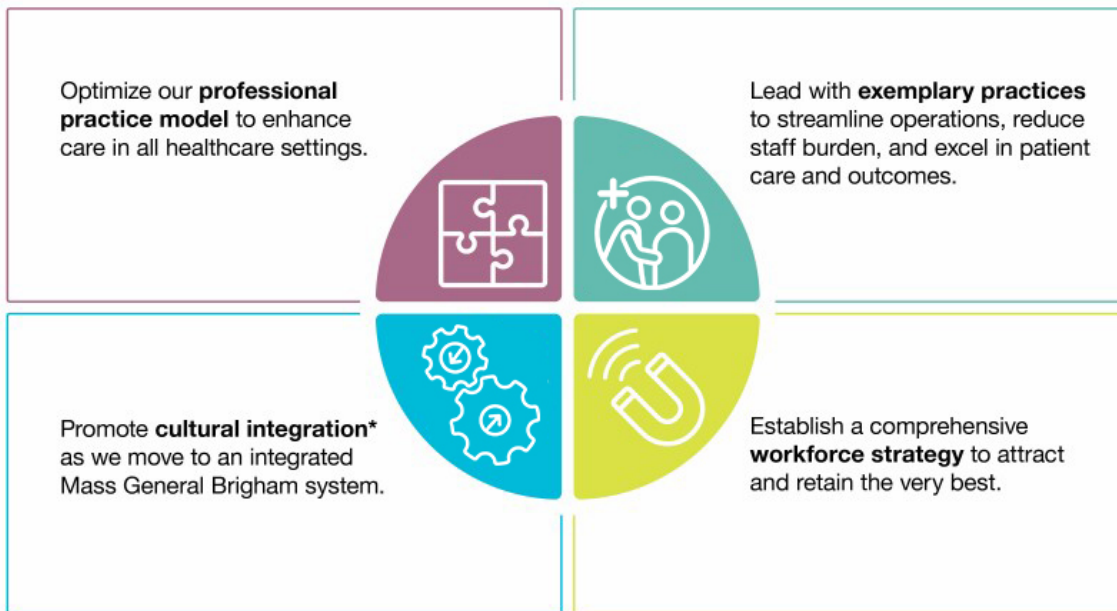 Optimize our professional
practice model to enhance
care in all healthcare settings.
Lead with exemplary practices
to streamline operations, reduce
staff burden, and excel in patient
care and outcomes.
Promote cultural integration*
as we move to an integrated
Mass General Brigham system.
Establish a comprehensive
workforce strategy to attract
and retain the very best.